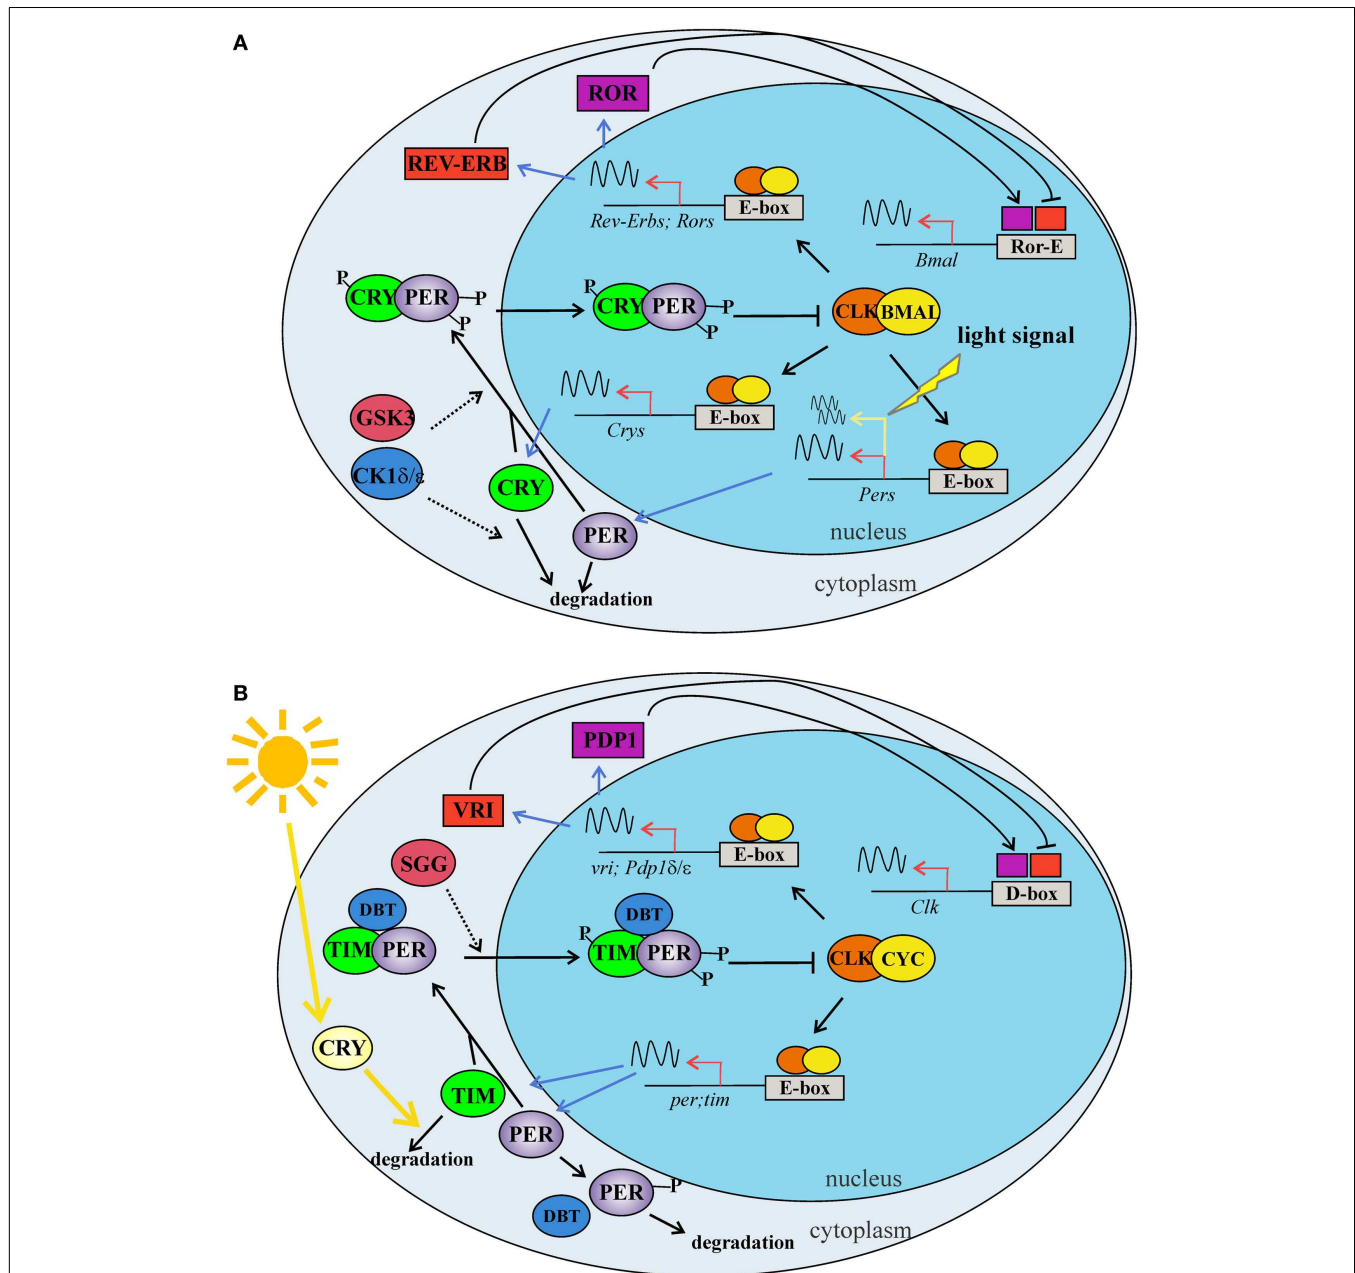 A
ROR
REV-ERB
E-box
Rev-Erbs; Rors
Ror-E
Bmal
P
CRY PER
P
P
P
CRY PER
P
P
CLK BMAL
light signal
GSK3
CK1δ/ε
Crys
E-box
CRY
Pers
E-box
PER
nucleus
degradation
cytoplasm
B
PDP1
VRI
E-box
vri; Pdp1δ/ε
SGG
D-box
Clk
DBT
TIM PER
DBT
P
TIM PER
P
P
CLK CYC
CRY
TIM
per;tim
E-box
PER
degradation
nucleus
PER
P
DBT
cytoplasm
degradation